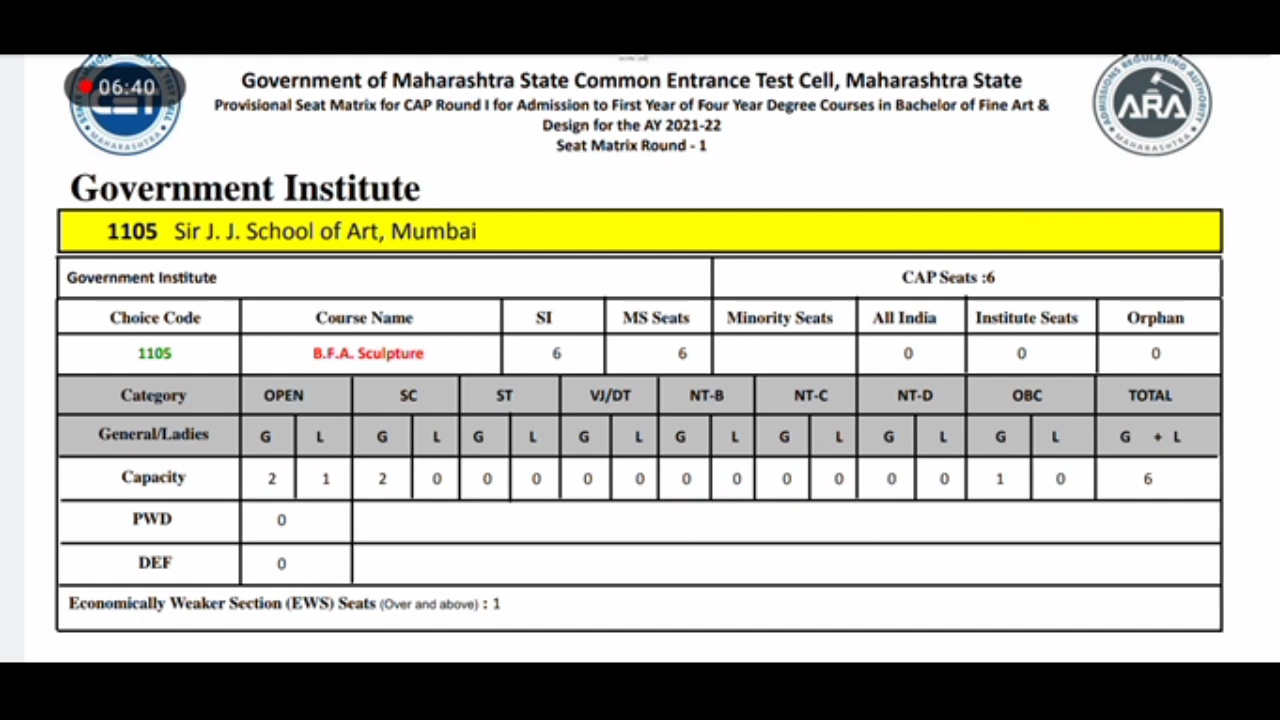 06:40
Government of Maharashtra State Common Entrance Test Cell, Maharashtra State
Provisional Seat Matrix for CAP Round I for Admission to First Year of Four Year Degree Courses in Bachelor of Fine Art &
Design for the AY 2021-22
Seat Matrix Round - 1
ADMISSIONS REGULATING AUTHORITY
ARA
MAHARASHTRA
MAHARASHTRA
Government Institute
1105 Sir J. J. School of Art, Mumbai
Government Institute CAP Seats :6
Choice Code Course Name SI MS Seats Minority Seats All India Institute Seats Orphan
1105 B.F.A. Sculpture 6 6 0 0 0
Category OPEN SC ST VJ/DT NT-B NT-C NT-D OBC TOTAL
General/Ladies G L G L G L G L G L G L G L G L G + L
Capacity 2 1 2 0 0 0 0 0 0 0 0 0 0 0 1 0 6
PWD 0
DEF 0
Economically Weaker Section (EWS) Seats (Over and above) : 1